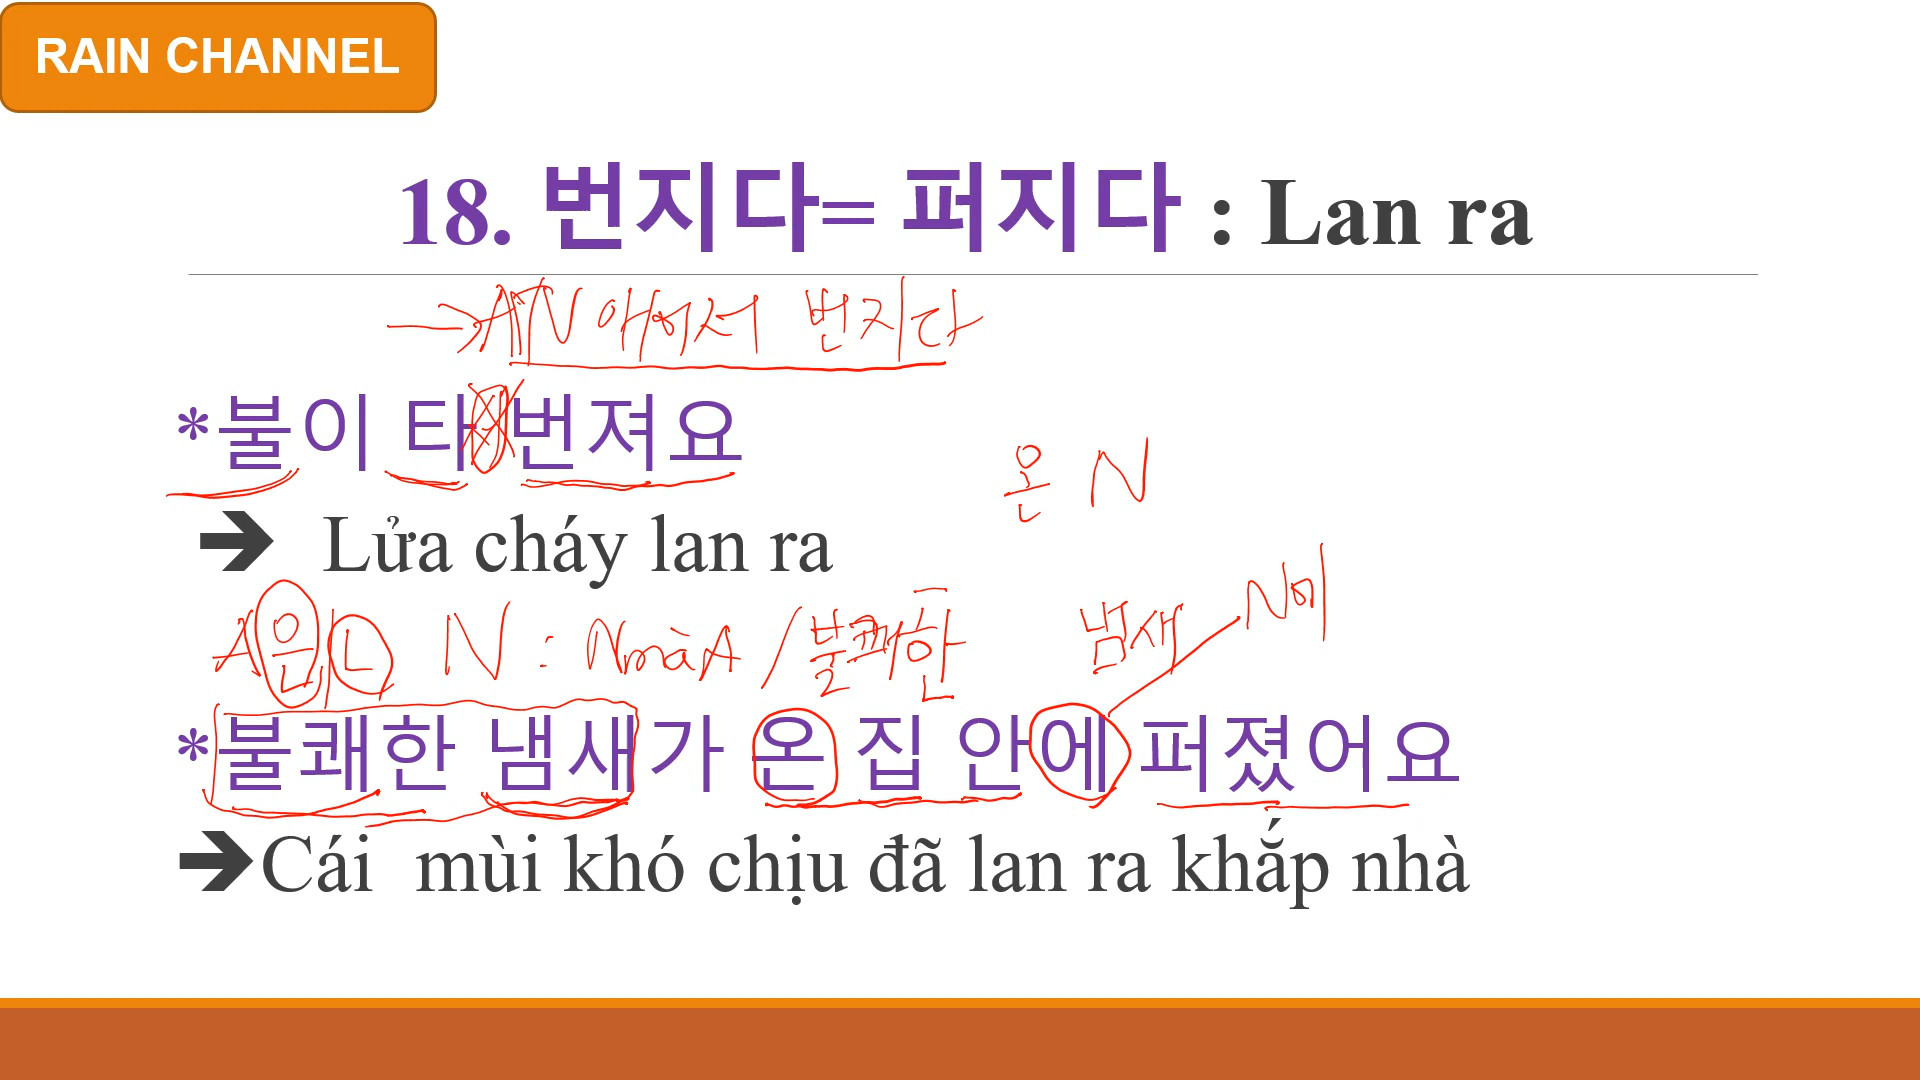 RAIN CHANNEL
18. 번지다= 퍼지다 : Lan ra
아/어서 번지다
*불이 타 번져요
온 N
➔ Lửa cháy lan ra
A 은 ㄴ N : N mà A / 불쾌한
냄새
N에
*불쾌한 냄새가 온 집 안에 퍼졌어요
➔Cái mùi khó chịu đã lan ra khắp nhà